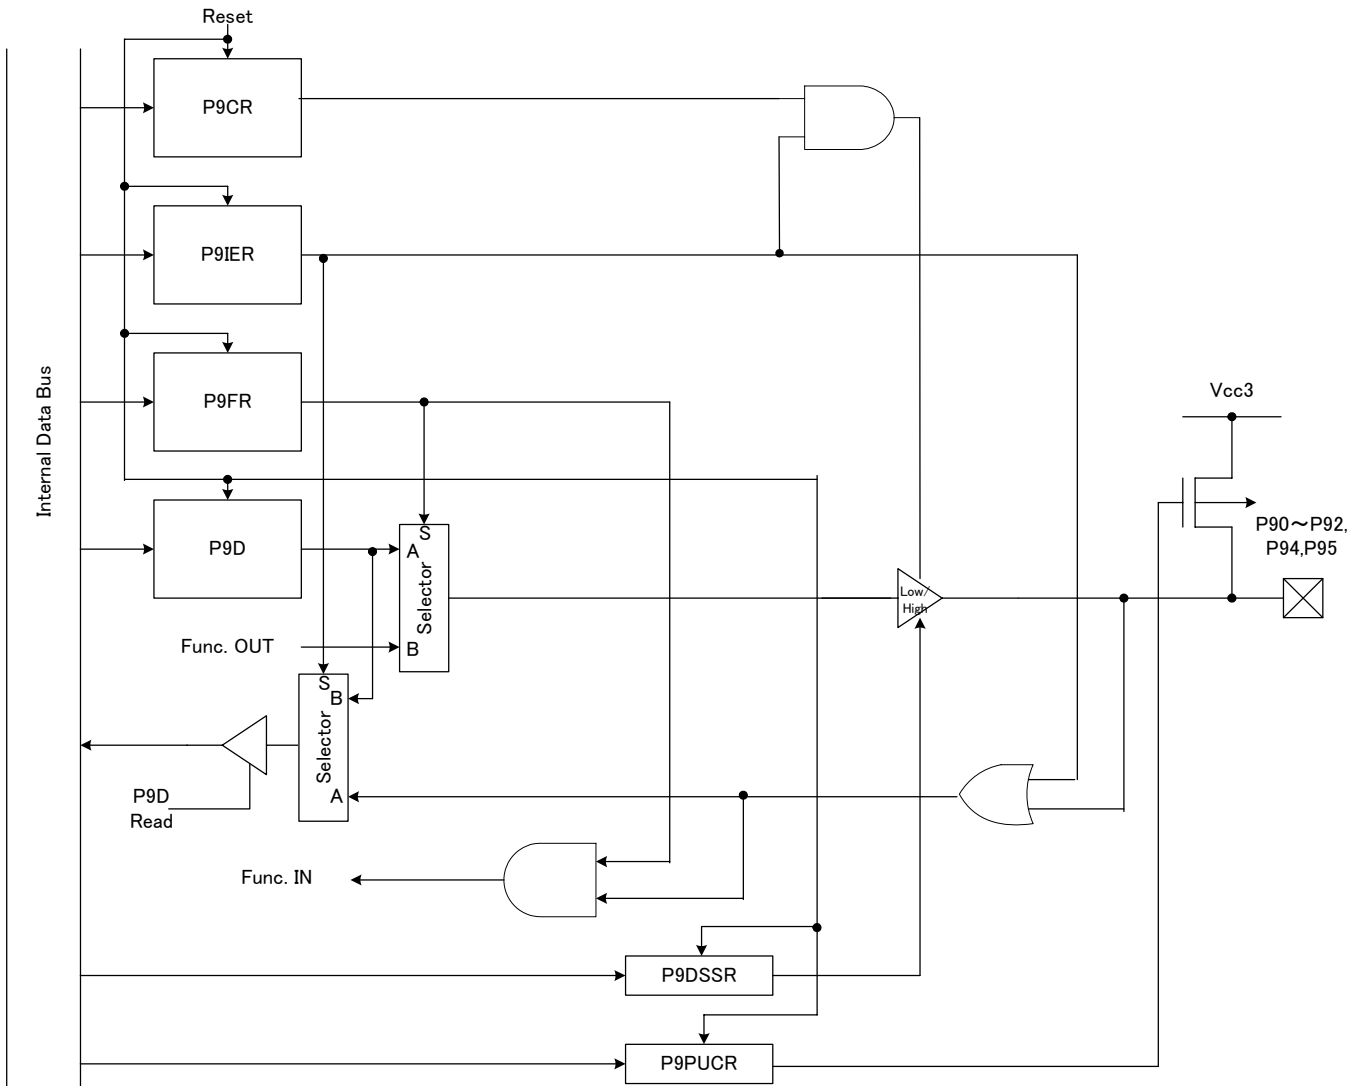 Reset
P9CR
P9IER
Internal Data Bus
P9FR
Vcc3
P9D
S
A
Selector
B
P90～P92,
P94,P95
Low/
High
Func. OUT
S
B
Selector
A
P9D
Read
Func. IN
P9DSSR
P9PUCR